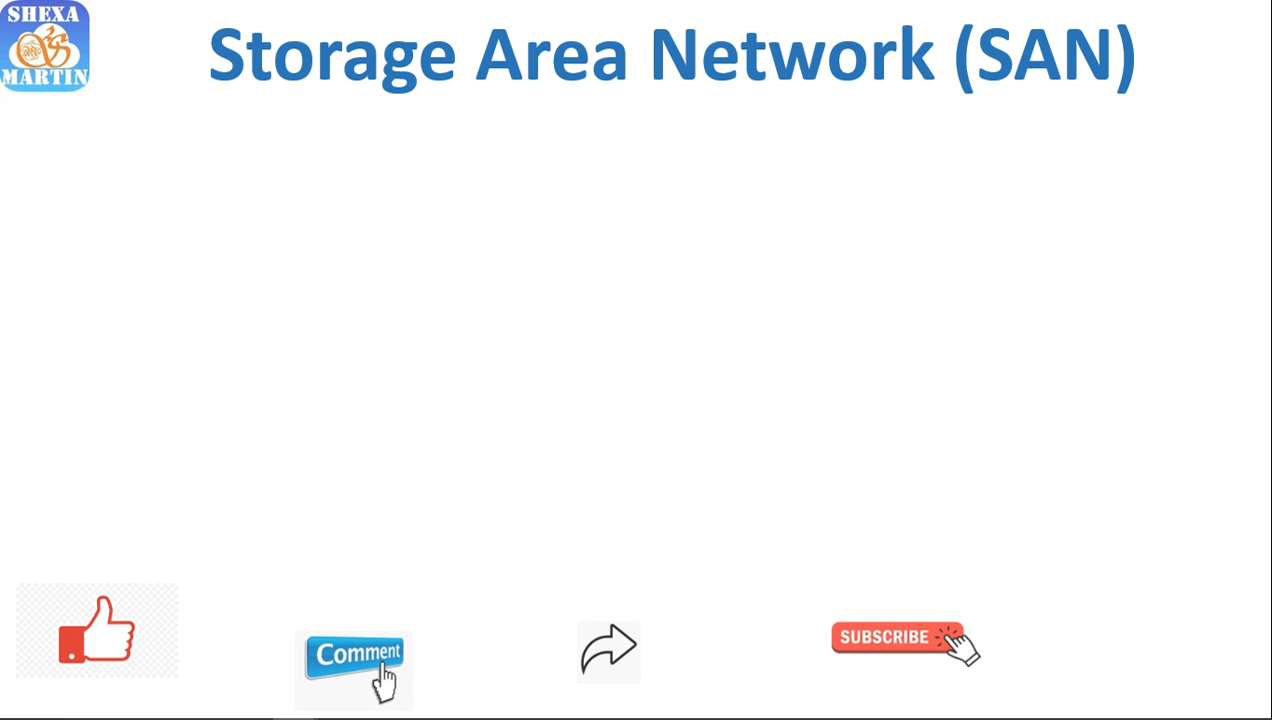 SHEXA
MARTIN
Storage Area Network (SAN)
Comment
SUBSCRIBE